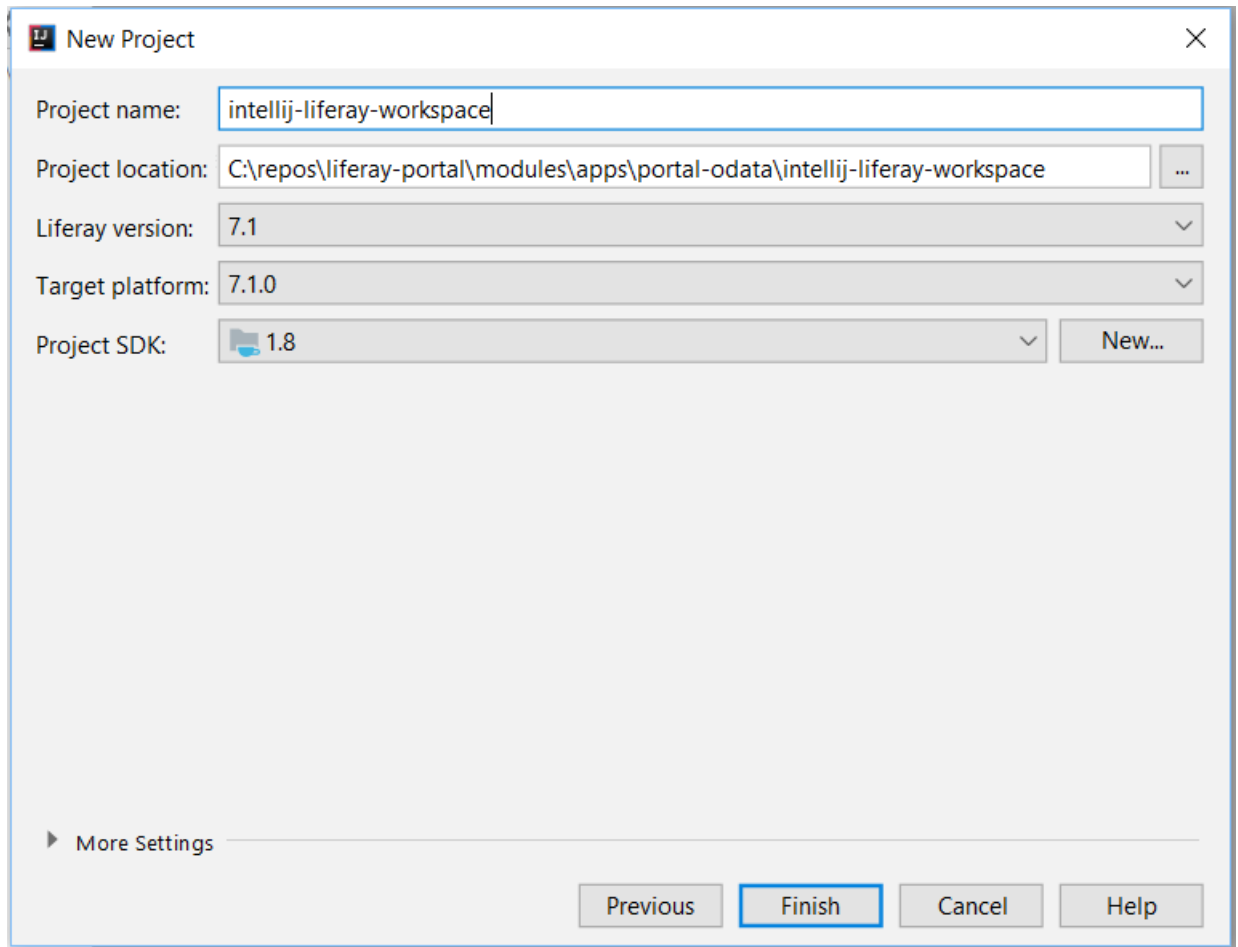 New Project
Project name: intellij-liferay-workspace
Project location: C:\repos\liferay-portal\modules\apps\portal-odata\intellij-liferay-workspace ...
Liferay version: 7.1
Target platform: 7.1.0
Project SDK: 1.8 New...
More Settings
Previous Finish Cancel Help